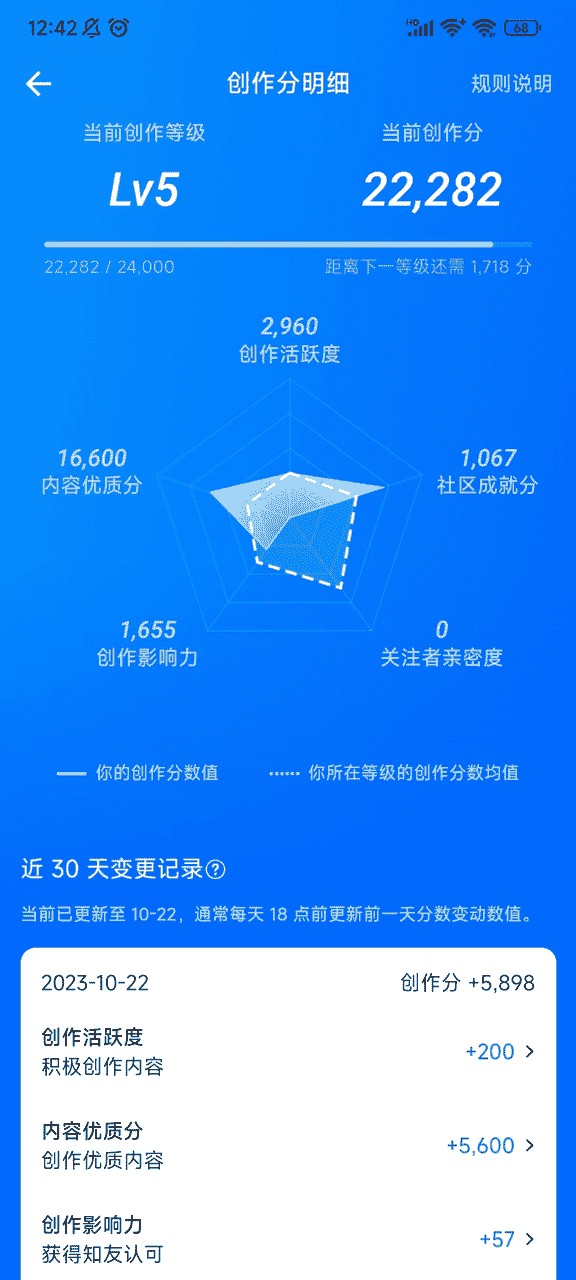 12:42
68
创作分明细
规则说明
当前创作等级
当前创作分
Lv5
22,282
22,282 / 24,000
距离下一等级还需 1,718 分
2,960
创作活跃度
16,600
内容优质分
1,067
社区成就分
1,655
创作影响力
0
关注者亲密度
你的创作分数值
你所在等级的创作分数均值
近 30 天变更记录?
当前已更新至 10-22，通常每天 18 点前更新前一天分数变动数值。
2023-10-22
创作分 +5,898
创作活跃度
积极创作内容
+200
内容优质分
创作优质内容
+5,600
创作影响力
获得知友认可
+57